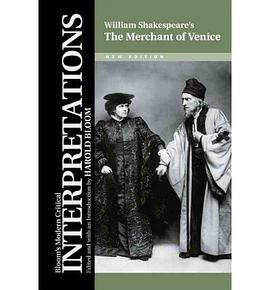 Bloom's Modern Critical
INTERPRETATIONS
Edited and with an Introduction by HAROLD BLOOM
William Shakespeare's
The Merchant of Venice
NEW EDITION